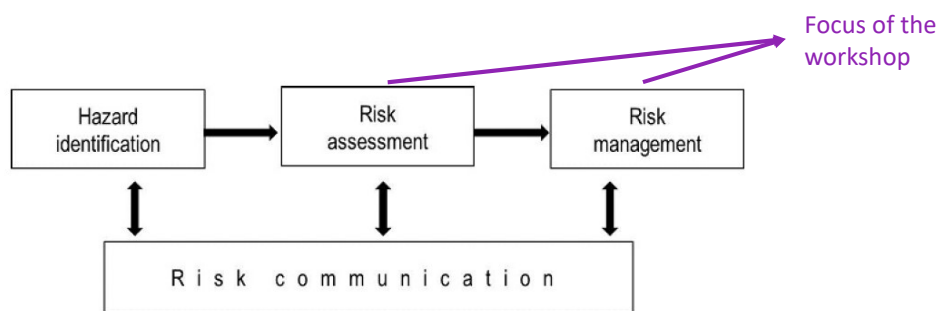 Focus of the
workshop
Hazard
identification
Risk
assessment
Risk
management
Risk communication